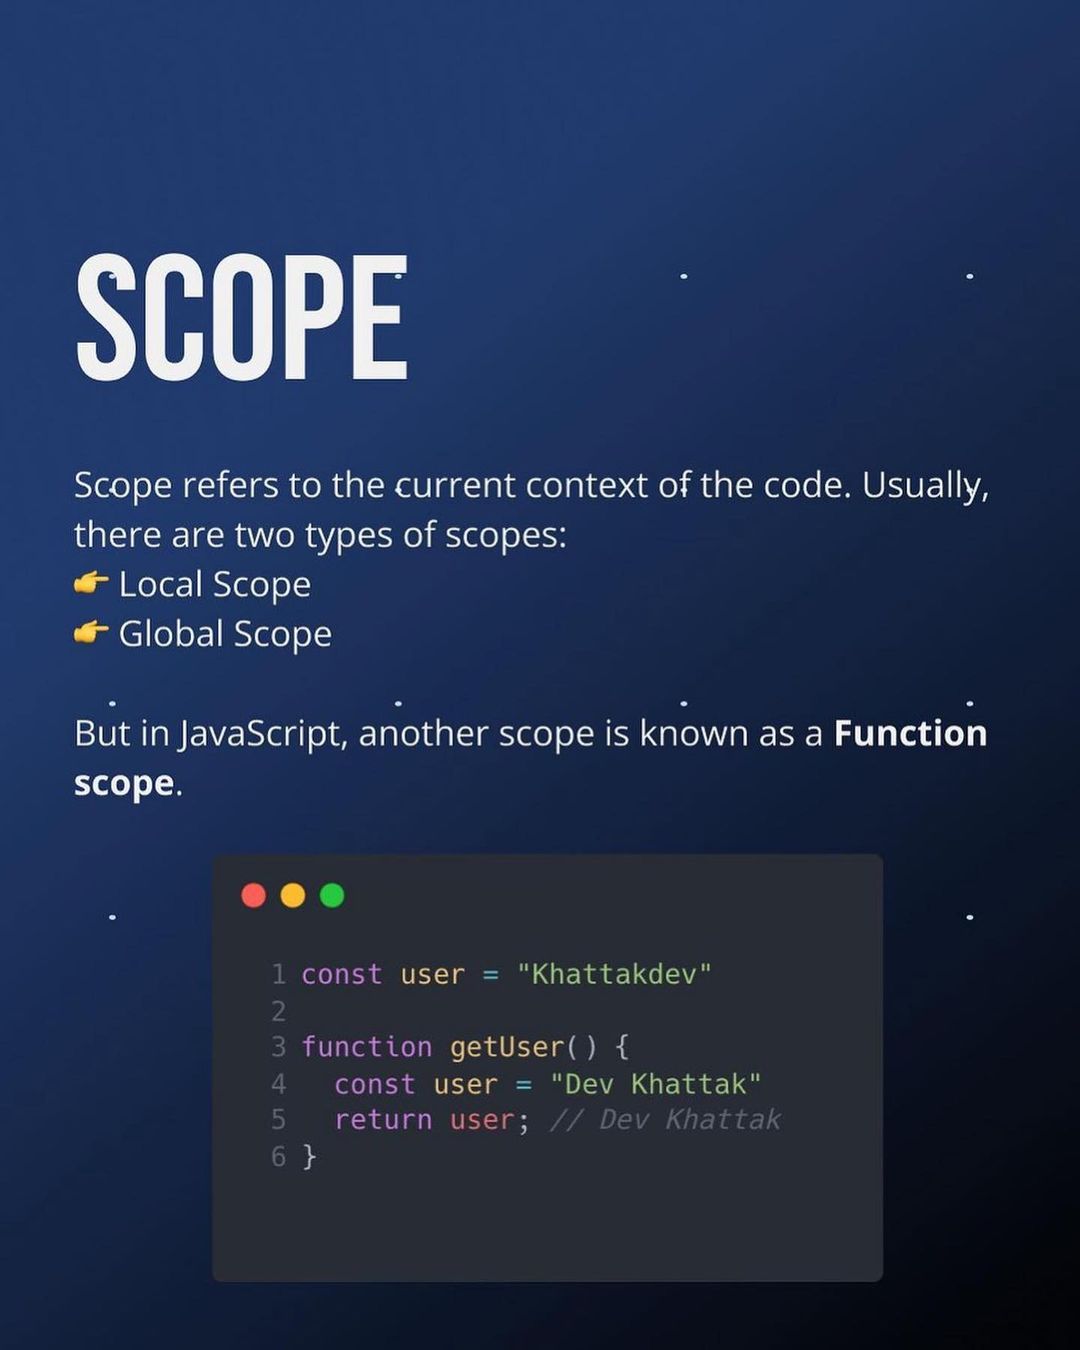 SCOPE
Scope refers to the current context of the code. Usually,
there are two types of scopes:
👉 Local Scope
👉 Global Scope
But in JavaScript, another scope is known as a Function
scope.
1 const user = "Khattakdev"
2
3 function getUser() {
4   const user = "Dev Khattak"
5   return user; // Dev Khattak
6 }